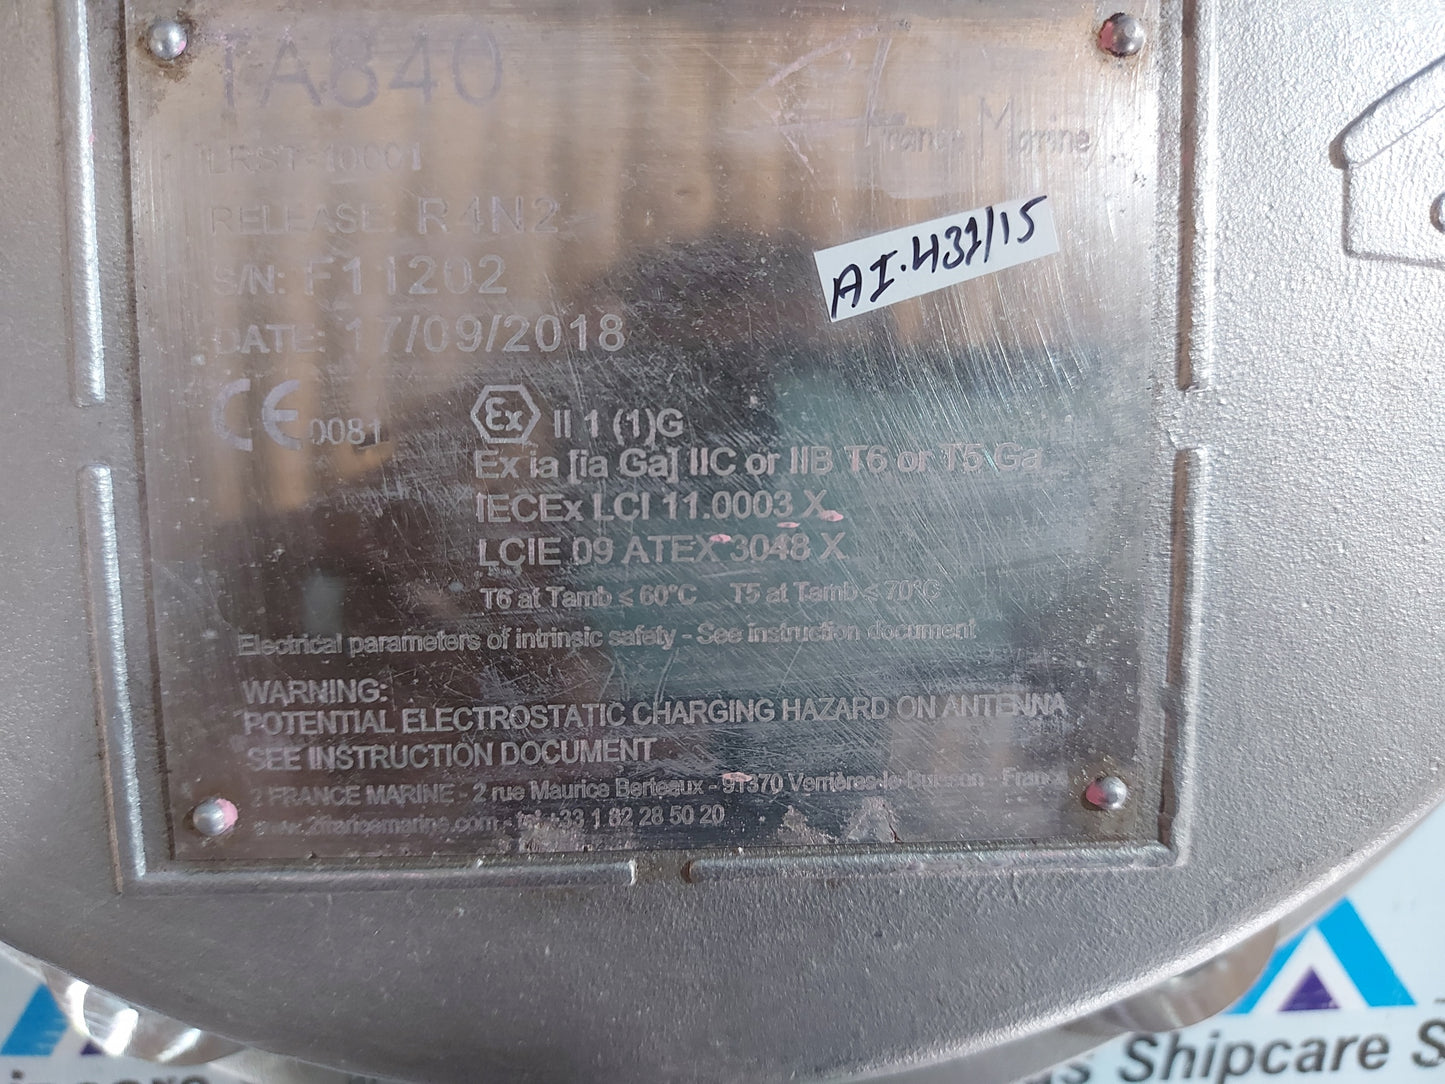 TA840
France Marine
LRST-10001
RELEASE: R4N2
AI.431/15
S/N: F11202
DATE: 17/09/2018
CE 0081
Ex II 1 (1)G
Ex ia [ia Ga] IIC or IIB T6 or T5 Ga
IECEx LCI 11.0003 X
LCIE 09 ATEX 3048 X
T6 at Tamb ≤ 60°C T5 at Tamb ≤ 70°C
Electrical parameters of intrinsic safety - See instruction document
WARNING:
POTENTIAL ELECTROSTATIC CHARGING HAZARD ON ANTENNA
SEE INSTRUCTION DOCUMENT
2 FRANCE MARINE - 2 rue Maurice Berteaux - 91370 Verrières-le-Buisson - France
www.2francemarine.com - tel +33 1 82 28 50 20
Shipcare